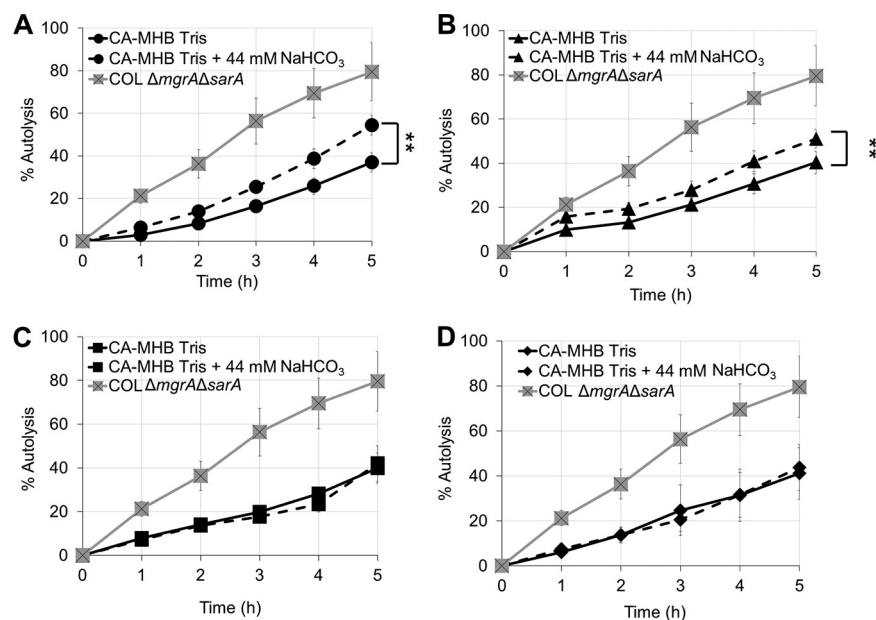 A
CA-MHB Tris
CA-MHB Tris + 44 mM NaHCO3
COL ΔmgrAΔsarA
% Autolysis
100
80
60
40
20
0
**
0 1 2 3 4 5
Time (h)
B
CA-MHB Tris
CA-MHB Tris + 44 mM NaHCO3
COL ΔmgrAΔsarA
% Autolysis
100
80
60
40
20
0
**
0 1 2 3 4 5
Time (h)
C
CA-MHB Tris
CA-MHB Tris + 44 mM NaHCO3
COL ΔmgrAΔsarA
% Autolysis
100
80
60
40
20
0
0 1 2 3 4 5
Time (h)
D
CA-MHB Tris
CA-MHB Tris + 44 mM NaHCO3
COL ΔmgrAΔsarA
% Autolysis
100
80
60
40
20
0
0 1 2 3 4 5
Time (h)